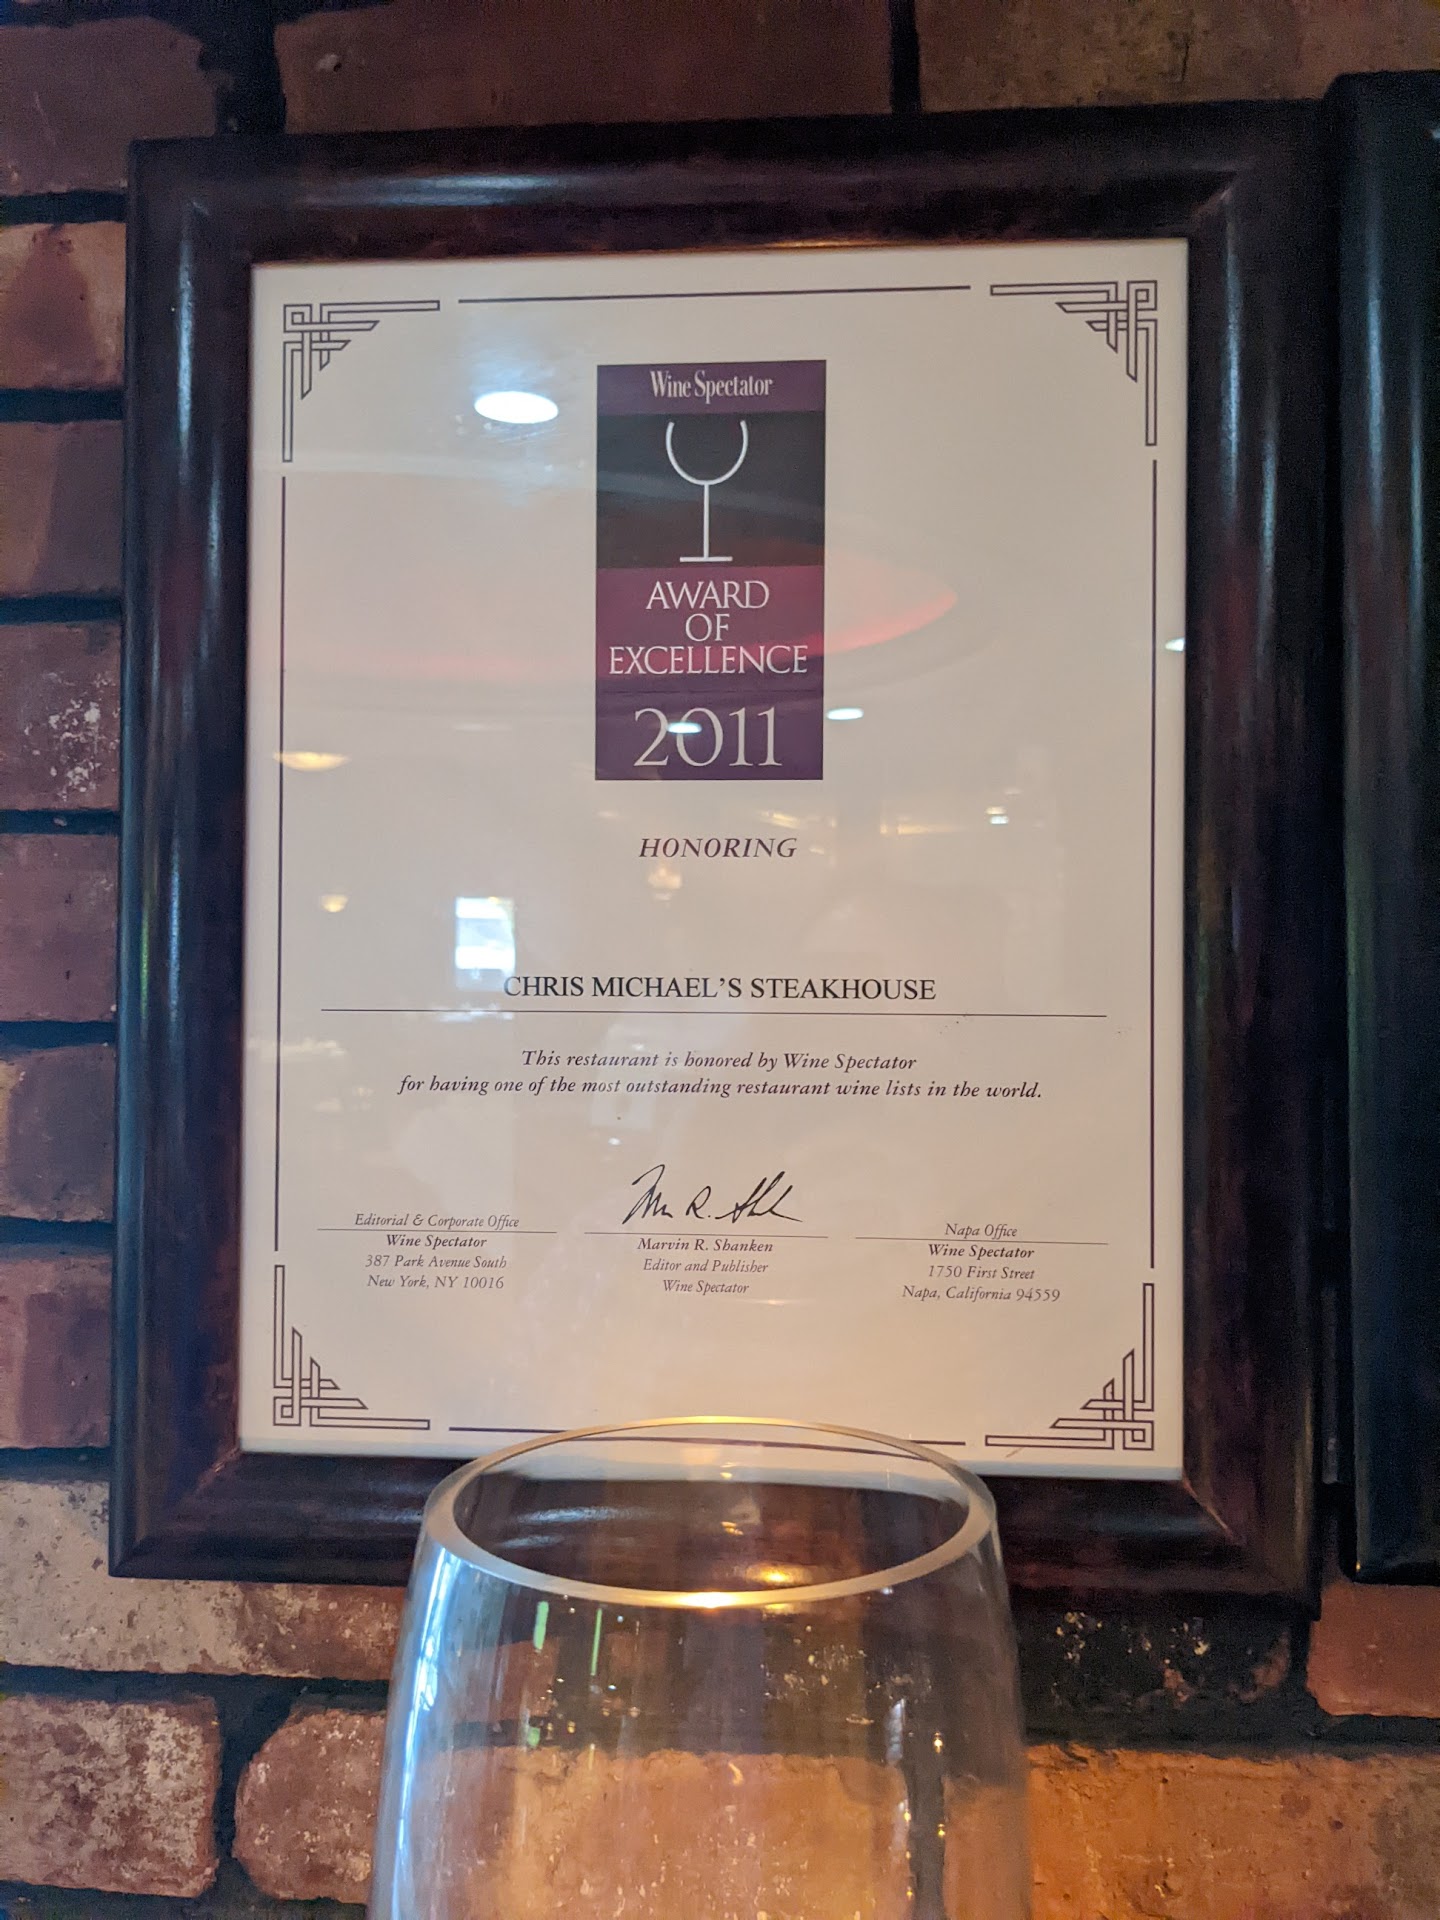 Wine Spectator
AWARD
OF
EXCELLENCE
2011
HONORING
CHRIS MICHAEL'S STEAKHOUSE
This restaurant is honored by Wine Spectator
for having one of the most outstanding restaurant wine lists in the world.
Editorial & Corporate Office
Wine Spectator
387 Park Avenue South
New York, NY 10016
Marvin R. Shanken
Editor and Publisher
Wine Spectator
Napa Office
Wine Spectator
1750 First Street
Napa, California 94559